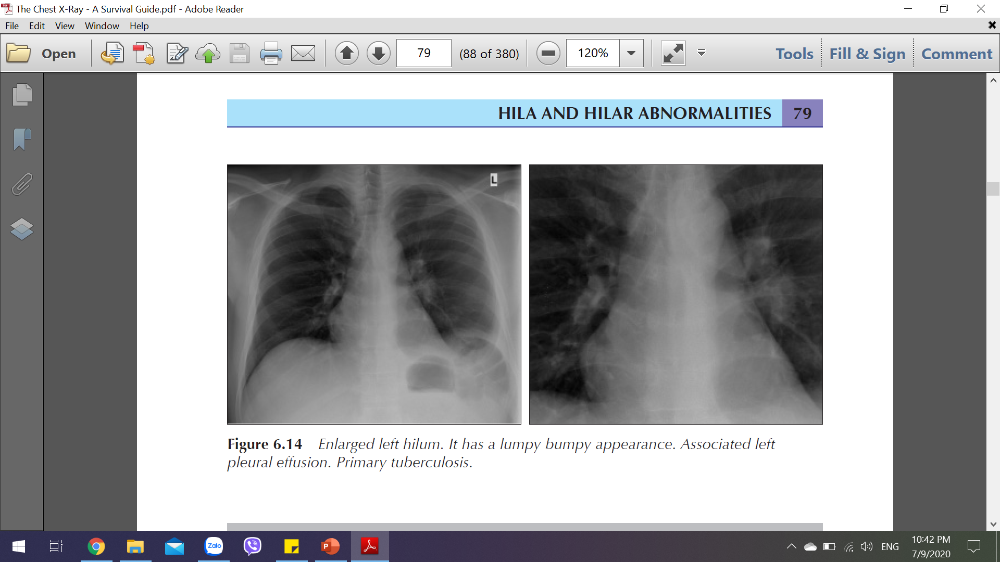 The Chest X-Ray - A Survival Guide.pdf - Adobe Reader
File Edit View Window Help
Open 79 (88 of 380) 120% Tools Fill & Sign Comment
HILA AND HILAR ABNORMALITIES 79
L
Figure 6.14 Enlarged left hilum. It has a lumpy bumpy appearance. Associated left
pleural effusion. Primary tuberculosis.
Zalo
P
ENG
10:42 PM
7/9/2020